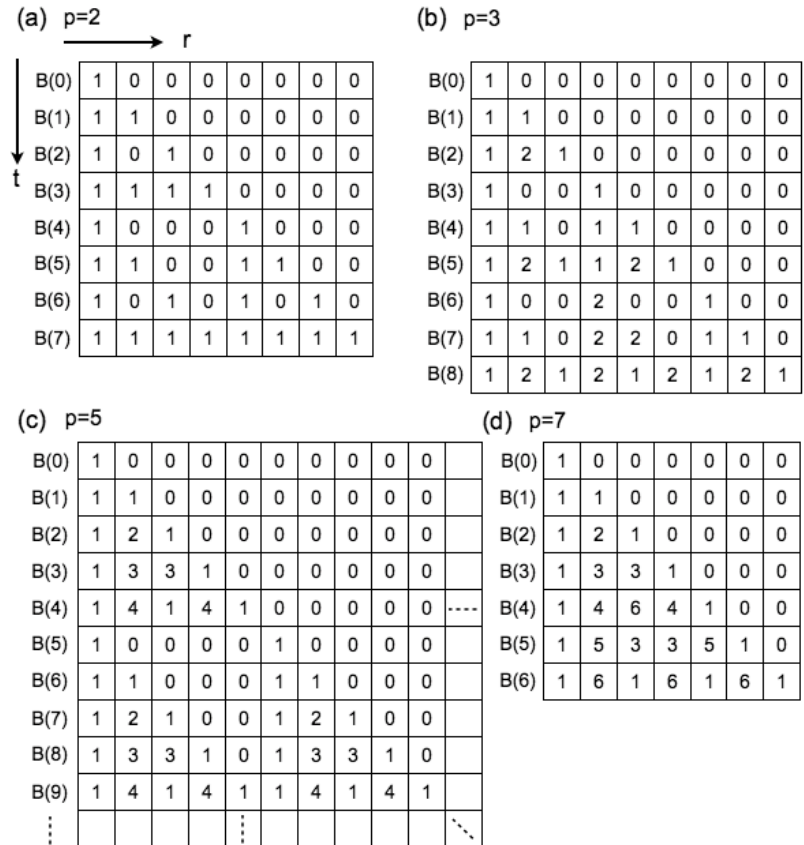 (a) p=2
r
t
B(0) 1 0 0 0 0 0 0 0
B(1) 1 1 0 0 0 0 0 0
B(2) 1 0 1 0 0 0 0 0
B(3) 1 1 1 1 0 0 0 0
B(4) 1 0 0 0 1 0 0 0
B(5) 1 1 0 0 1 1 0 0
B(6) 1 0 1 0 1 0 1 0
B(7) 1 1 1 1 1 1 1 1
(b) p=3
B(0) 1 0 0 0 0 0 0 0 0
B(1) 1 1 0 0 0 0 0 0 0
B(2) 1 2 1 0 0 0 0 0 0
B(3) 1 0 0 1 0 0 0 0 0
B(4) 1 1 0 1 1 0 0 0 0
B(5) 1 2 1 1 2 1 0 0 0
B(6) 1 0 0 2 0 0 1 0 0
B(7) 1 1 0 2 2 0 1 1 0
B(8) 1 2 1 2 1 2 1 2 1
(c) p=5
B(0) 1 0 0 0 0 0 0 0 0 0
B(1) 1 1 0 0 0 0 0 0 0 0
B(2) 1 2 1 0 0 0 0 0 0 0
B(3) 1 3 3 1 0 0 0 0 0 0
B(4) 1 4 1 4 1 0 0 0 0 0 ----
B(5) 1 0 0 0 0 1 0 0 0 0
B(6) 1 1 0 0 0 1 1 0 0 0
B(7) 1 2 1 0 0 1 2 1 0 0
B(8) 1 3 3 1 0 1 3 3 1 0
B(9) 1 4 1 4 1 1 4 1 4 1
(d) p=7
B(0) 1 0 0 0 0 0 0
B(1) 1 1 0 0 0 0 0
B(2) 1 2 1 0 0 0 0
B(3) 1 3 3 1 0 0 0
B(4) 1 4 6 4 1 0 0
B(5) 1 5 3 3 5 1 0
B(6) 1 6 1 6 1 6 1